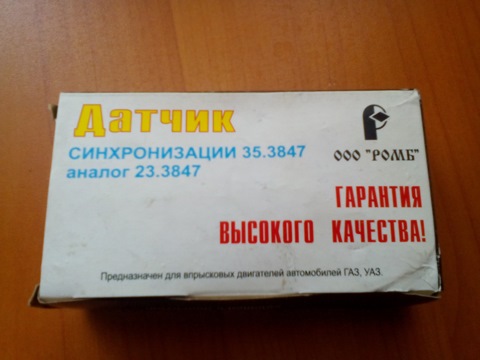 Датчик
СИНХРОНИЗАЦИИ 35.3847
аналог 23.3847
ООО "РОМБ"
ГАРАНТИЯ
ВЫСОКОГО КАЧЕСТВА!
Предназначен для впрысковых двигателей автомобилей ГАЗ, УАЗ.